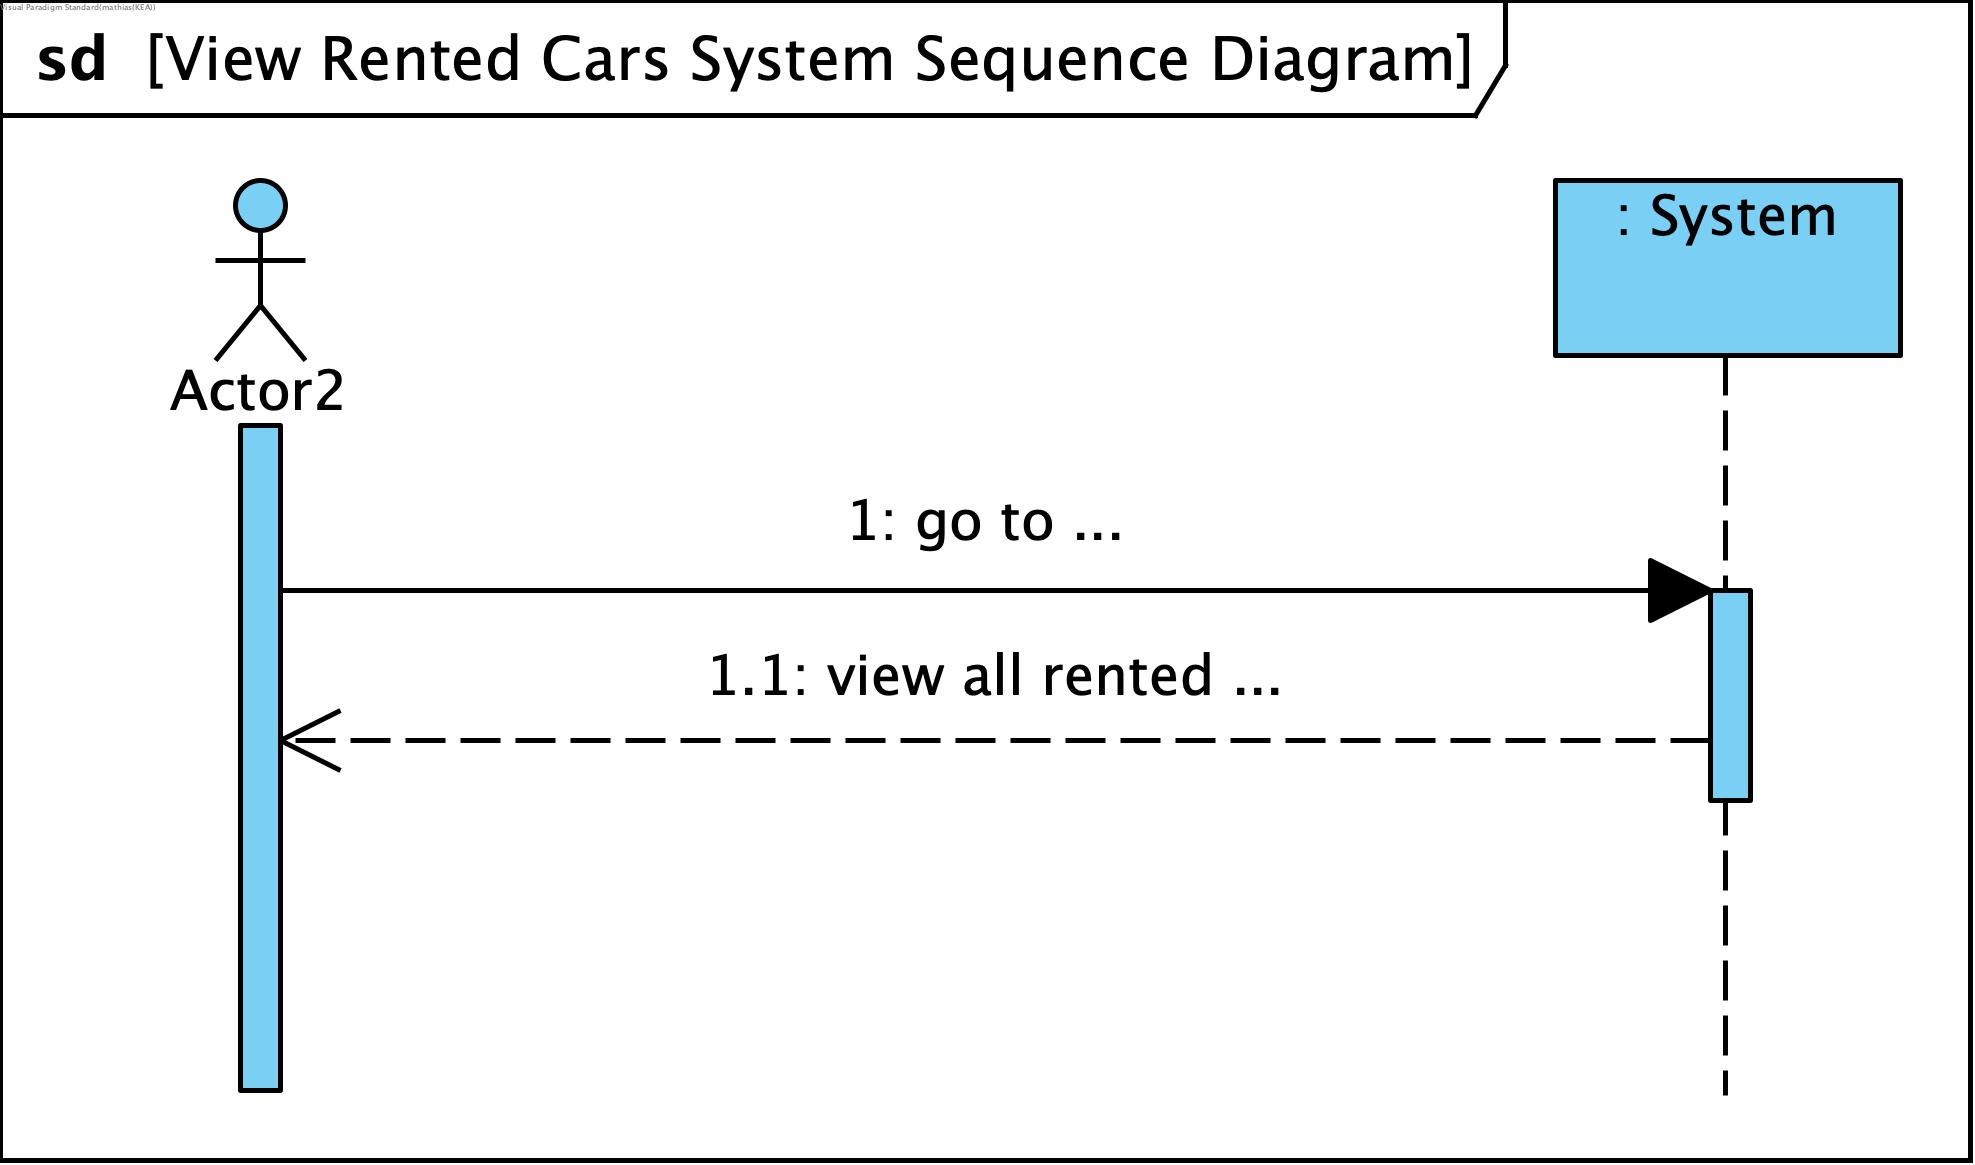 Visual Paradigm Standard(mathias(KEA))
sd [View Rented Cars System Sequence Diagram]
: System
Actor2
1: go to ...
1.1: view all rented ...